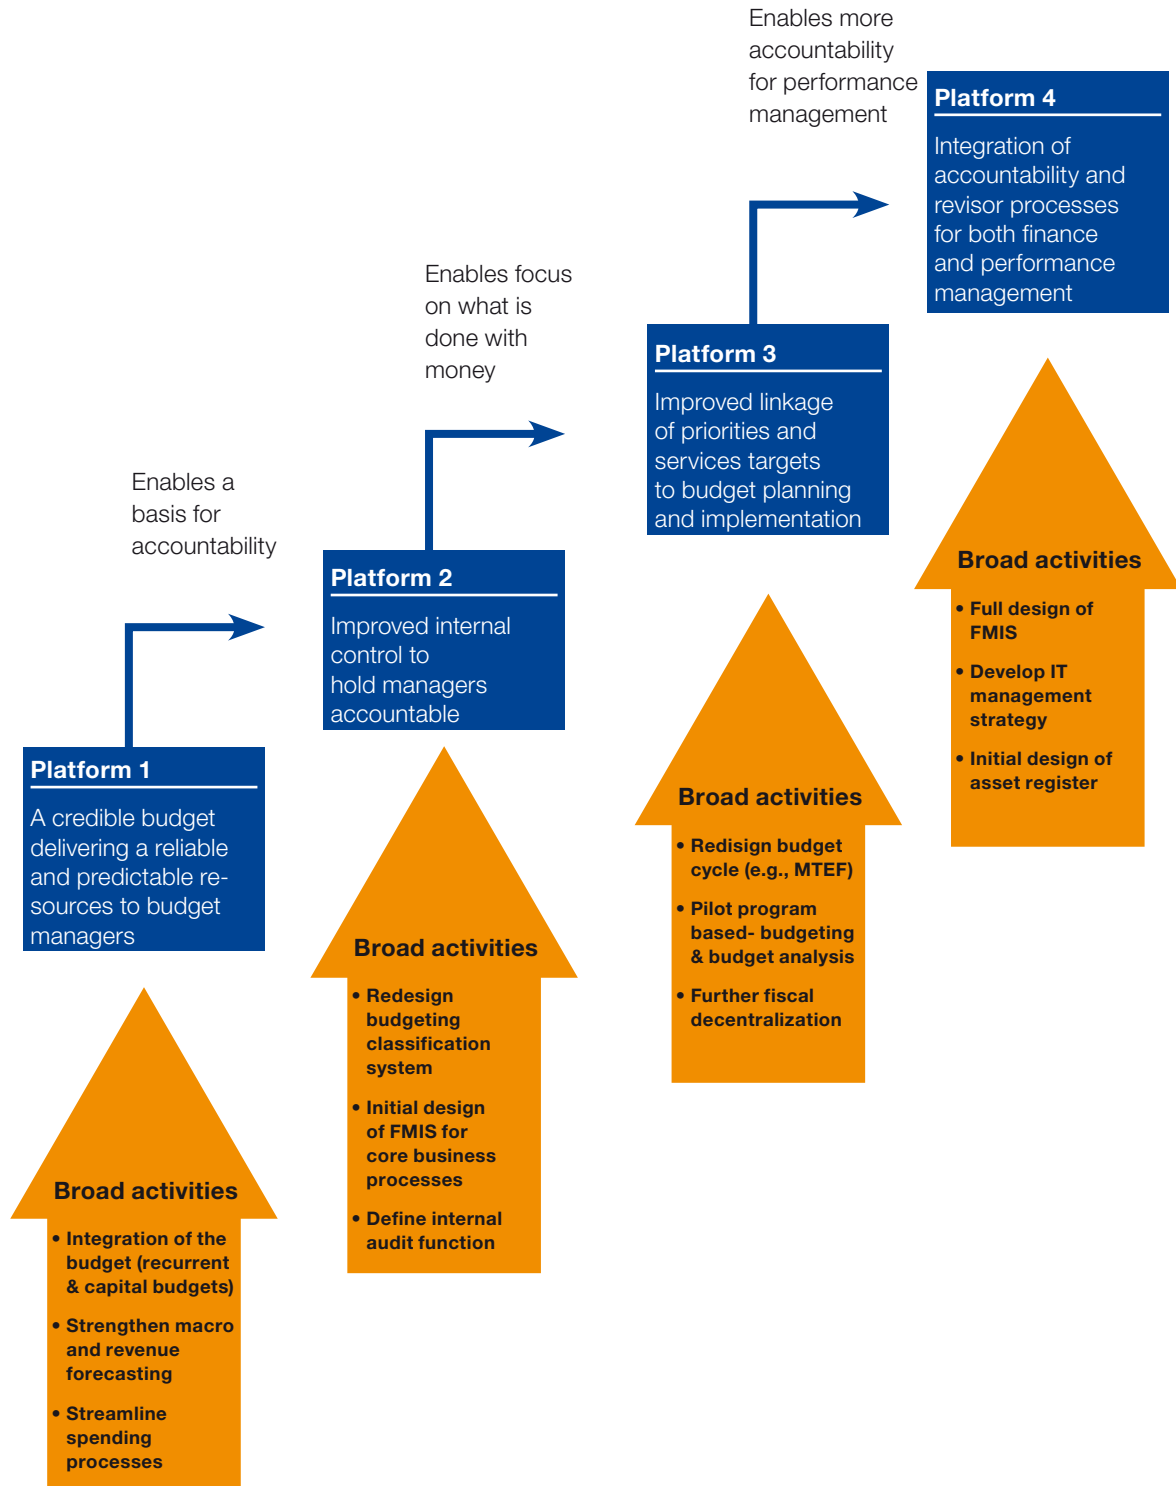 Enables more
accountability
for performance
management
Platform 4
Integration of
accountability and
revisor processes
for both finance
and performance
management
Enables focus
on what is
done with
money
Platform 3
Improved linkage
of priorities and
services targets
to budget planning
and implementation
Enables a
basis for
accountability
Platform 2
Improved internal
control to
hold managers
accountable
Platform 1
A credible budget
delivering a reliable
and predictable re-
sources to budget
managers
Broad activities
• Integration of the
budget (recurrent
& capital budgets)
• Strengthen macro
and revenue
forecasting
• Streamline
spending
processes
Broad activities
• Redesign
budgeting
classification
system
• Initial design
of FMIS for
core business
processes
• Define internal
audit function
Broad activities
• Redisign budget
cycle (e.g., MTEF)
• Pilot program
based- budgeting
& budget analysis
• Further fiscal
decentralization
Broad activities
• Full design of
FMIS
• Develop IT
management
strategy
• Initial design of
asset register